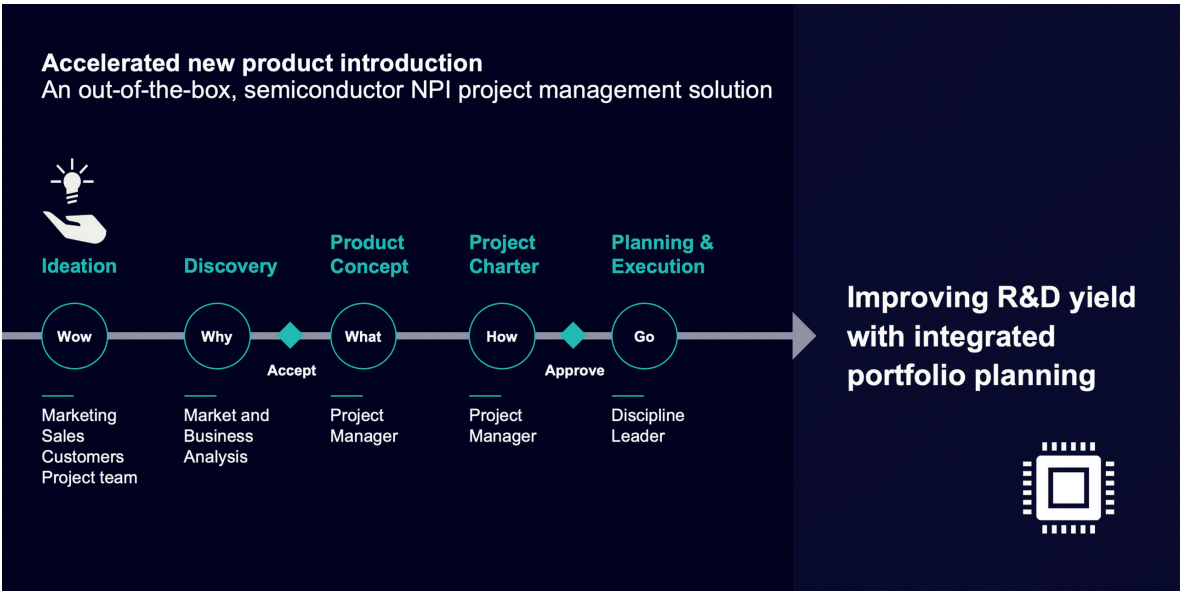 Accelerated new product introduction
An out-of-the-box, semiconductor NPI project management solution
Ideation
Discovery
Product
Concept
Project
Charter
Planning &
Execution
Wow
Why
What
How
Go
Accept
Approve
Marketing
Sales
Customers
Project team
Market and
Business
Analysis
Project
Manager
Project
Manager
Discipline
Leader
Improving R&D yield
with integrated
portfolio planning